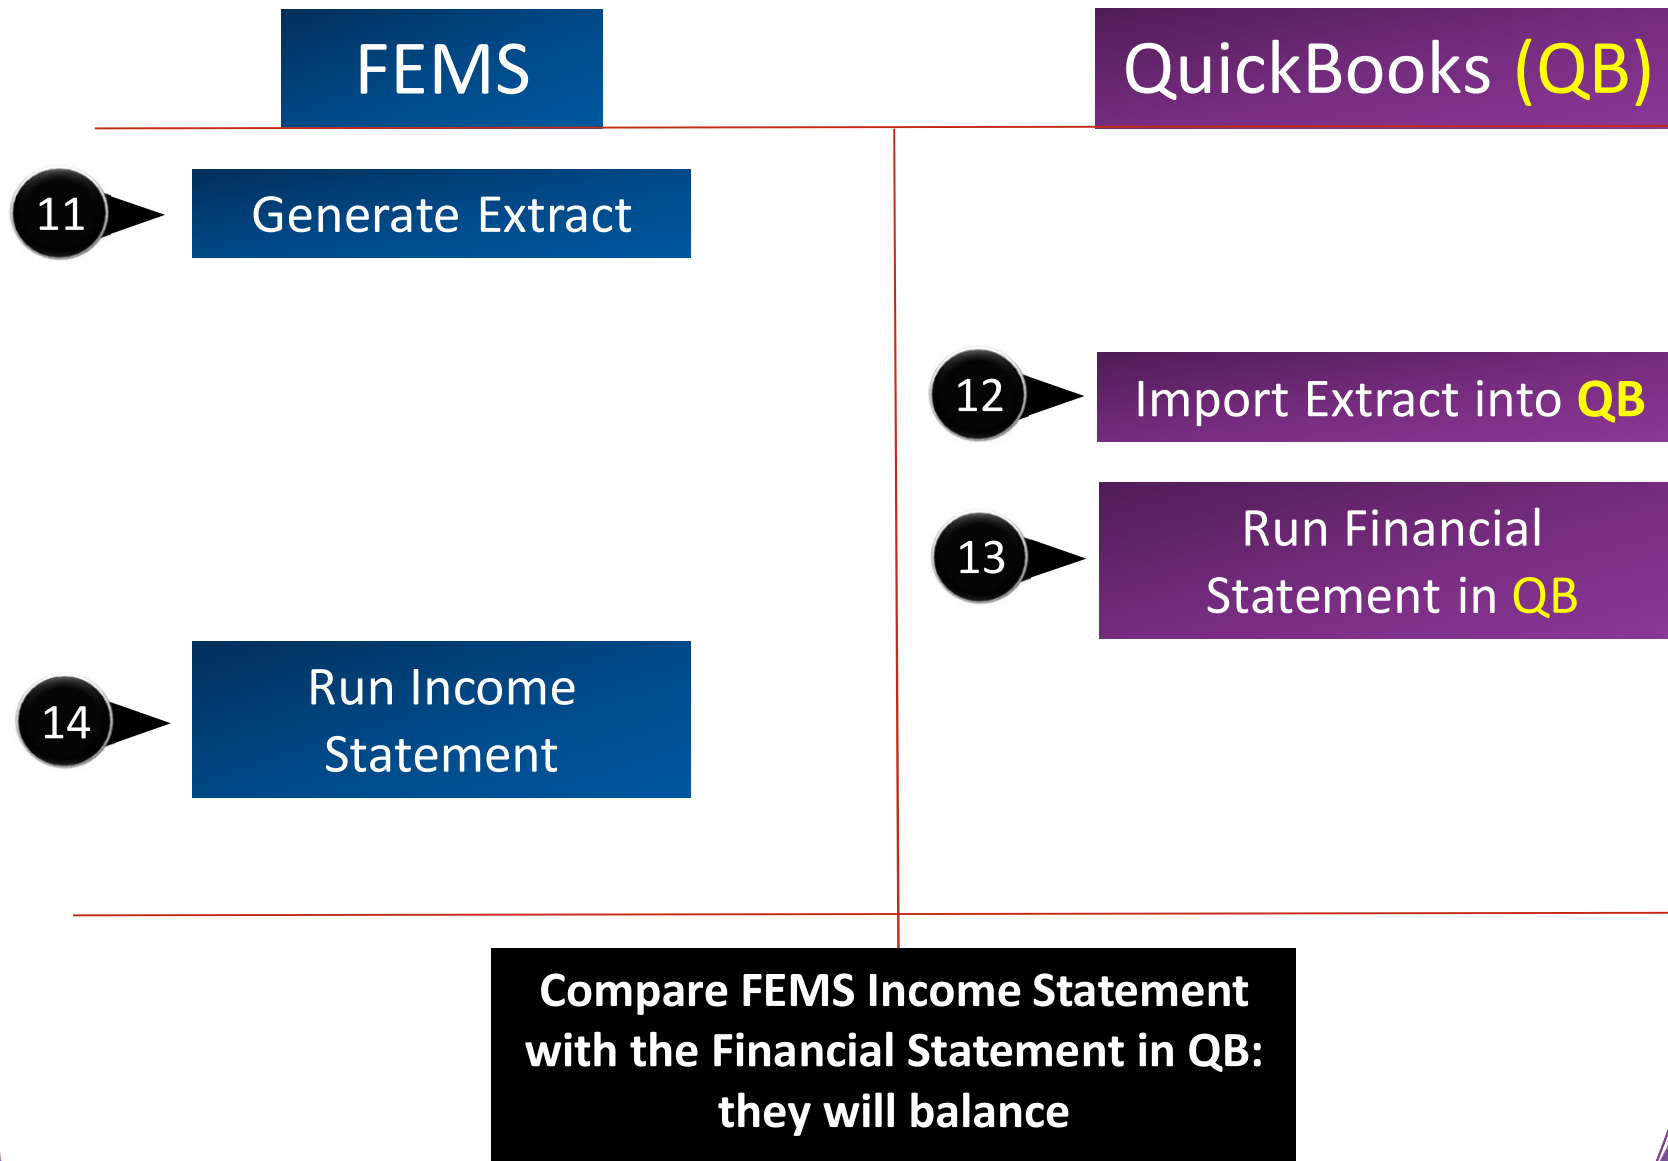 FEMS
QuickBooks (QB)
11
Generate Extract
12
Import Extract into QB
13
Run Financial
Statement in QB
14
Run Income
Statement
Compare FEMS Income Statement
with the Financial Statement in QB:
they will balance